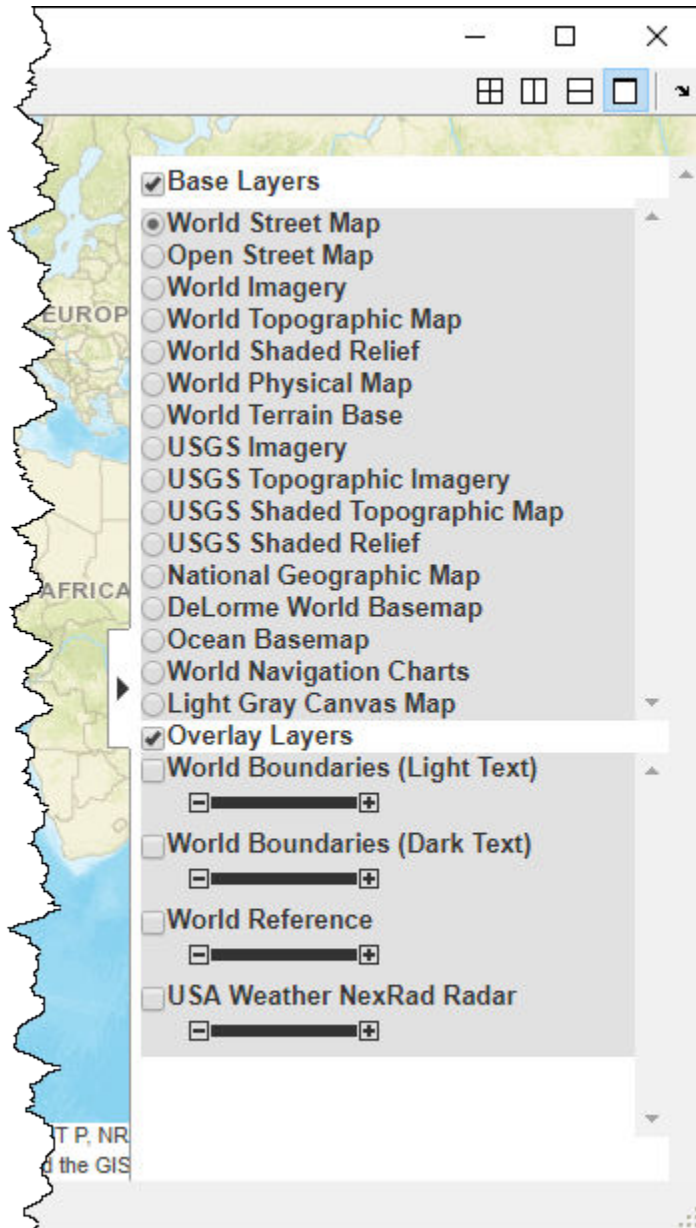 Base Layers
World Street Map
Open Street Map
World Imagery
EUROP
World Topographic Map
World Shaded Relief
World Physical Map
World Terrain Base
USGS Imagery
USGS Topographic Imagery
USGS Shaded Topographic Map
USGS Shaded Relief
National Geographic Map
AFRICA
DeLorme World Basemap
Ocean Basemap
World Navigation Charts
Light Gray Canvas Map
Overlay Layers
World Boundaries (Light Text)
World Boundaries (Dark Text)
World Reference
USA Weather NexRad Radar
T P, NR
d the GIS